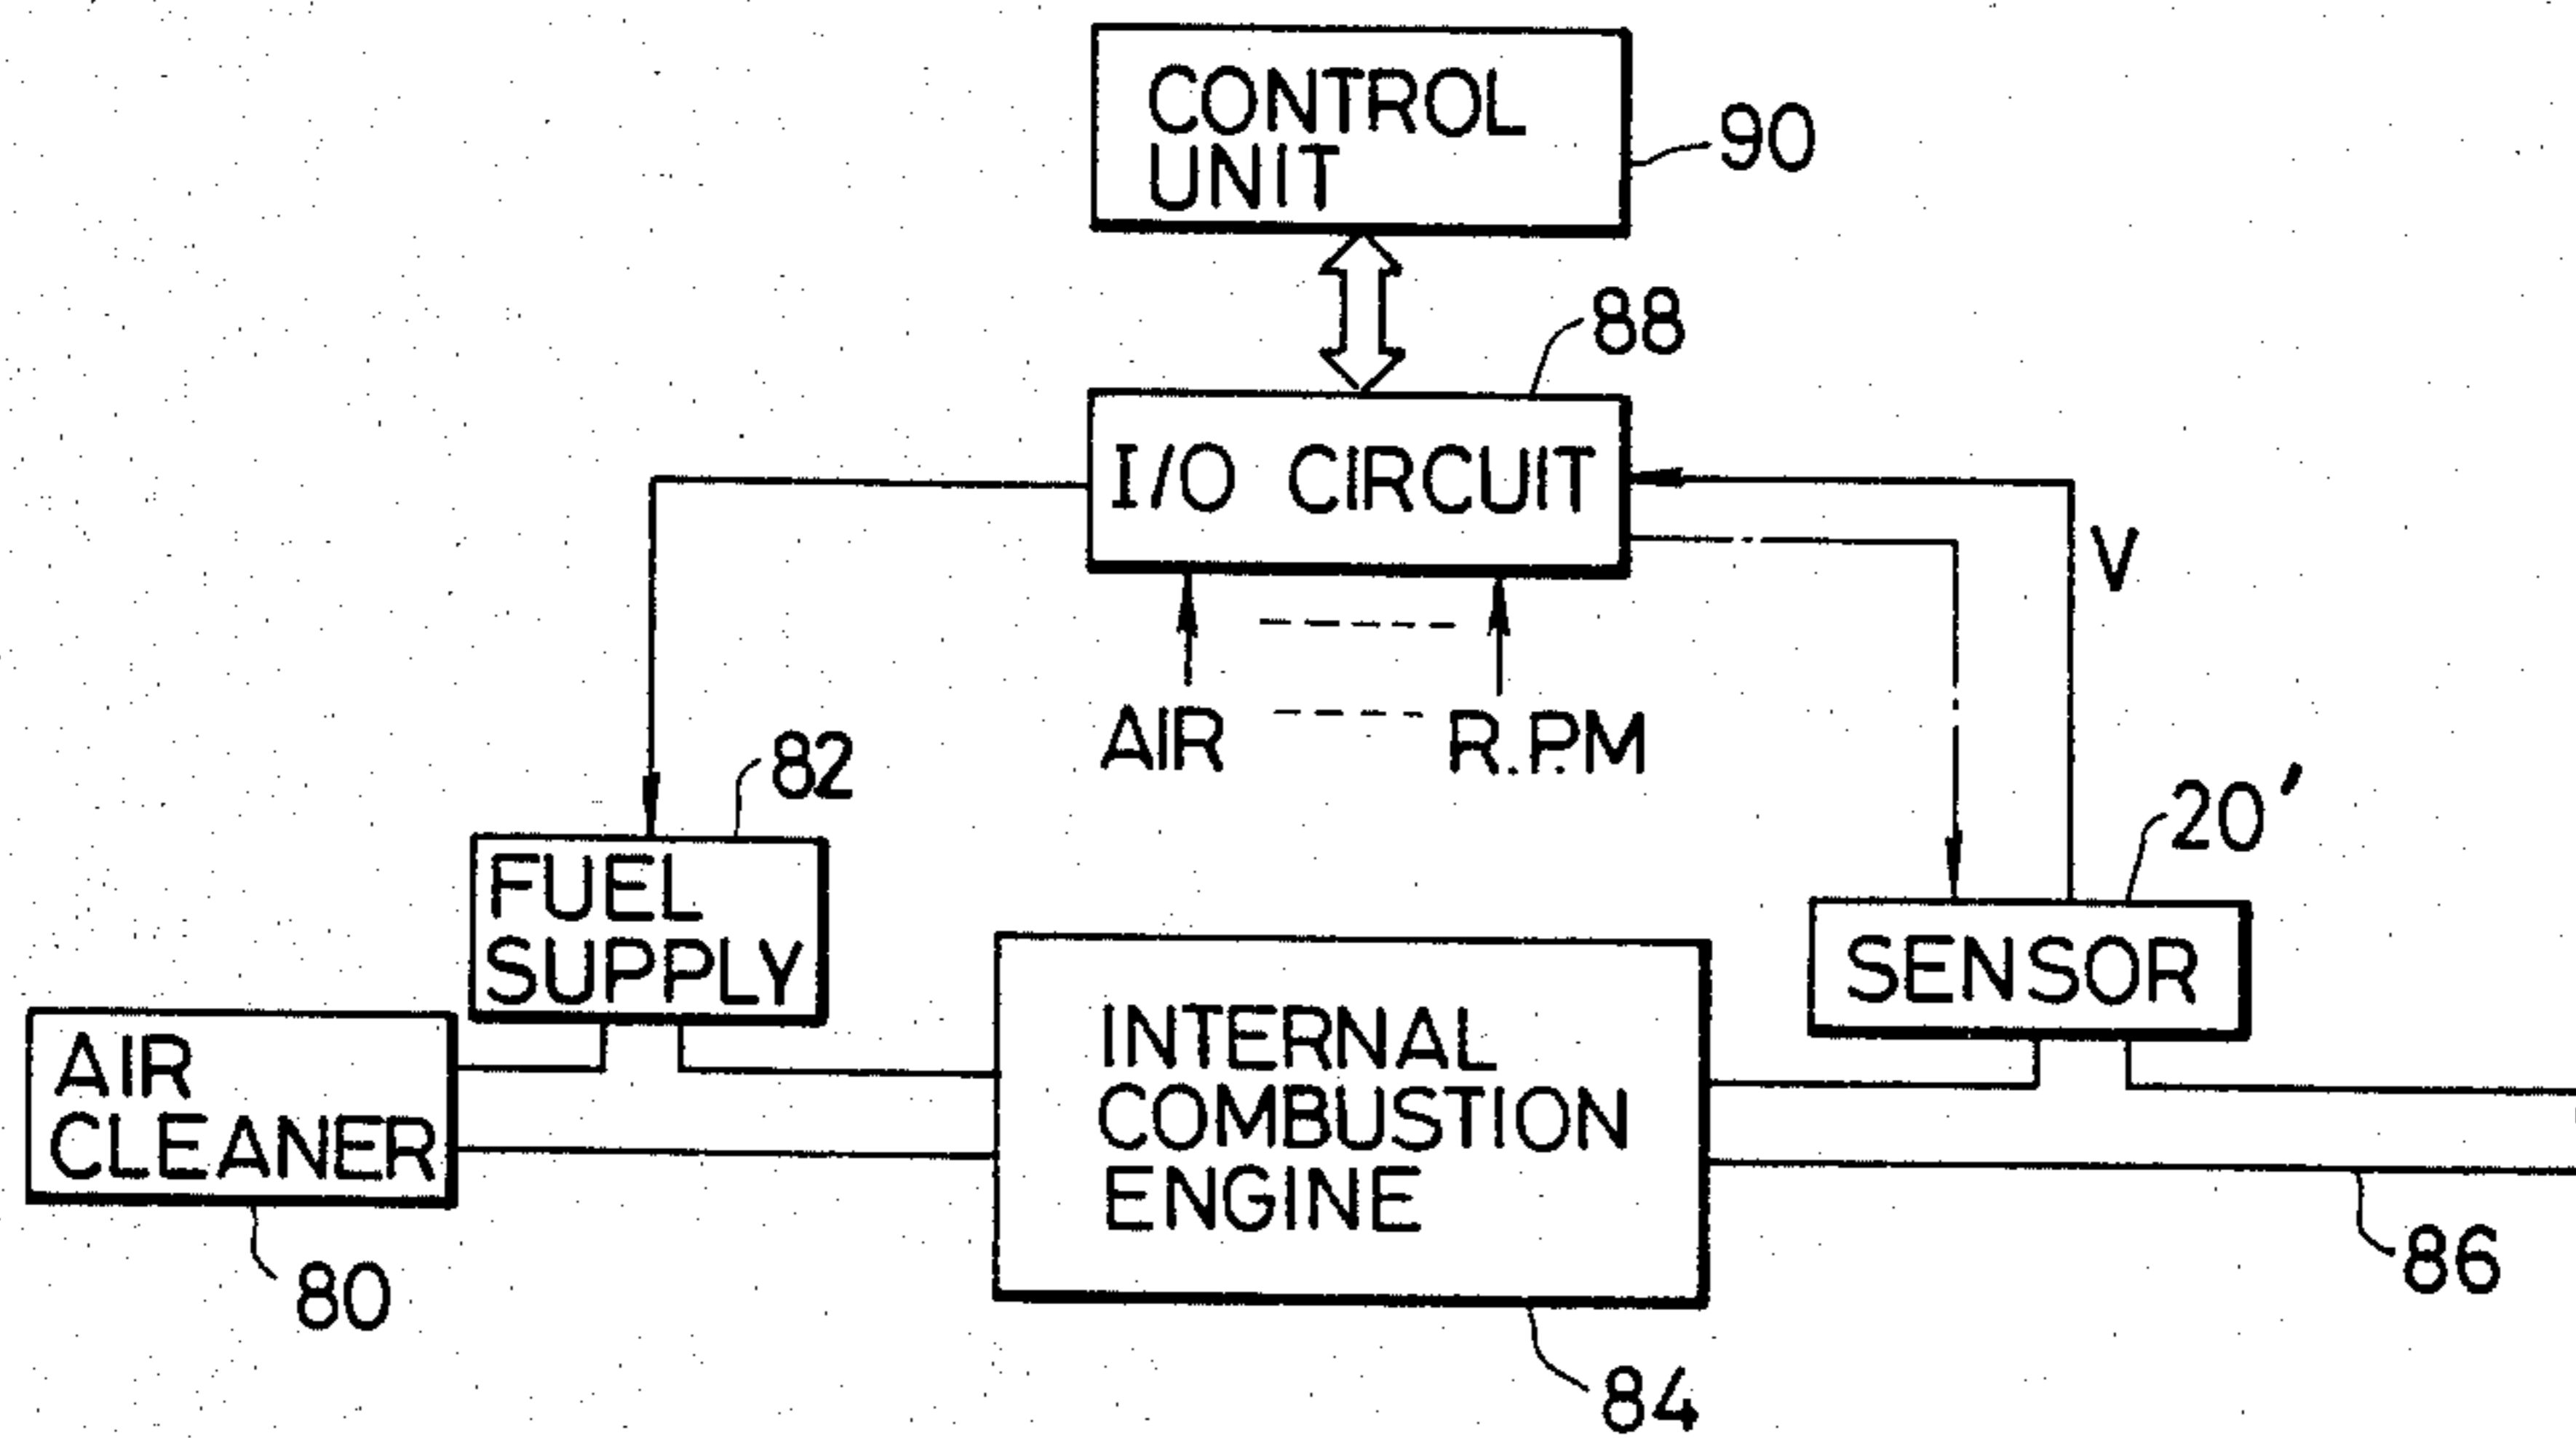 CONTROL
UNIT
90
88
I/O CIRCUIT
V
AIR ---- R.P.M
82
20'
FUEL
SUPPLY
SENSOR
AIR
CLEANER
INTERNAL
COMBUSTION
ENGINE
80
86
84